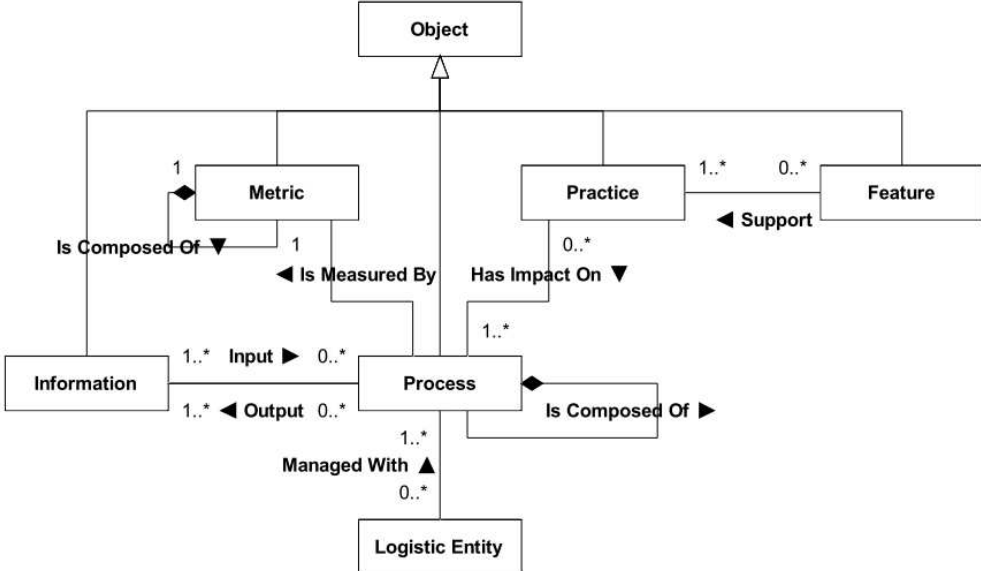 Object
1
Metric
Practice
1..*
0..*
Feature
◀ Support
Is Composed Of ▼
1
0..*
◀ Is Measured By
Has Impact On ▼
1..*
1..* Input ▶ 0..*
Information
Process
1..* ◀ Output 0..*
Is Composed Of ▶
1..*
Managed With ▲
0..*
Logistic Entity